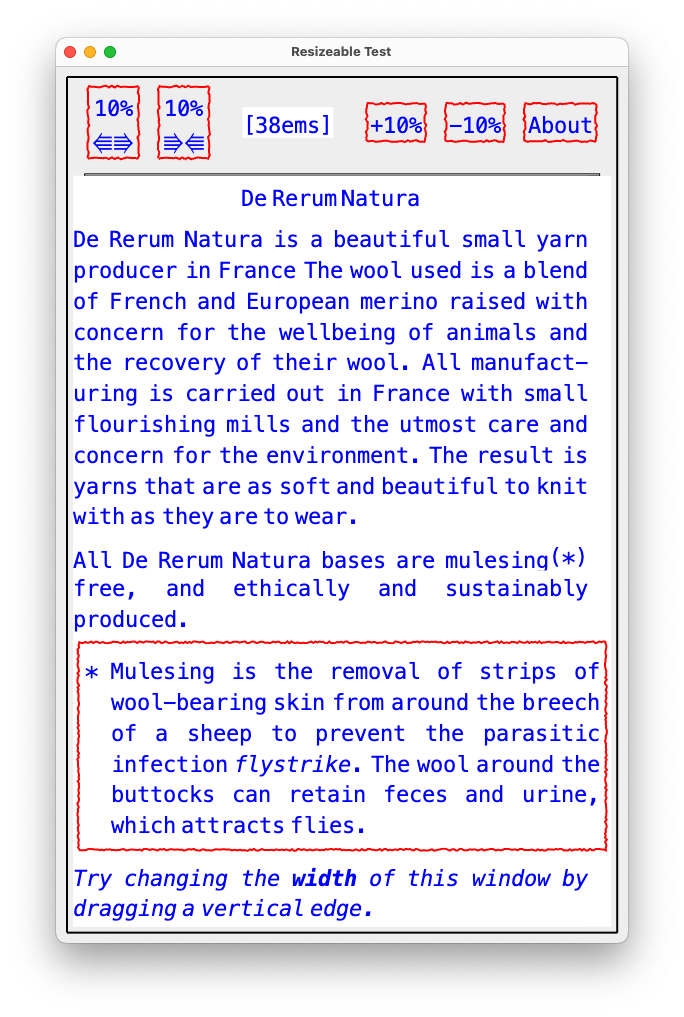 Resizeable Test
10% 10% [38ems] +10% −10% About
⭅⭆ ⭆⭅
De Rerum Natura
De Rerum Natura is a beautiful small yarn
producer in France The wool used is a blend
of French and European merino raised with
concern for the wellbeing of animals and
the recovery of their wool. All manufact-
uring is carried out in France with small
flourishing mills and the utmost care and
concern for the environment. The result is
yarns that are as soft and beautiful to knit
with as they are to wear.
All De Rerum Natura bases are mulesing(*)
free, and ethically and sustainably
produced.
* Mulesing is the removal of strips of
wool-bearing skin from around the breech
of a sheep to prevent the parasitic
infection flystrike. The wool around the
buttocks can retain feces and urine,
which attracts flies.
Try changing the width of this window by
dragging a vertical edge.